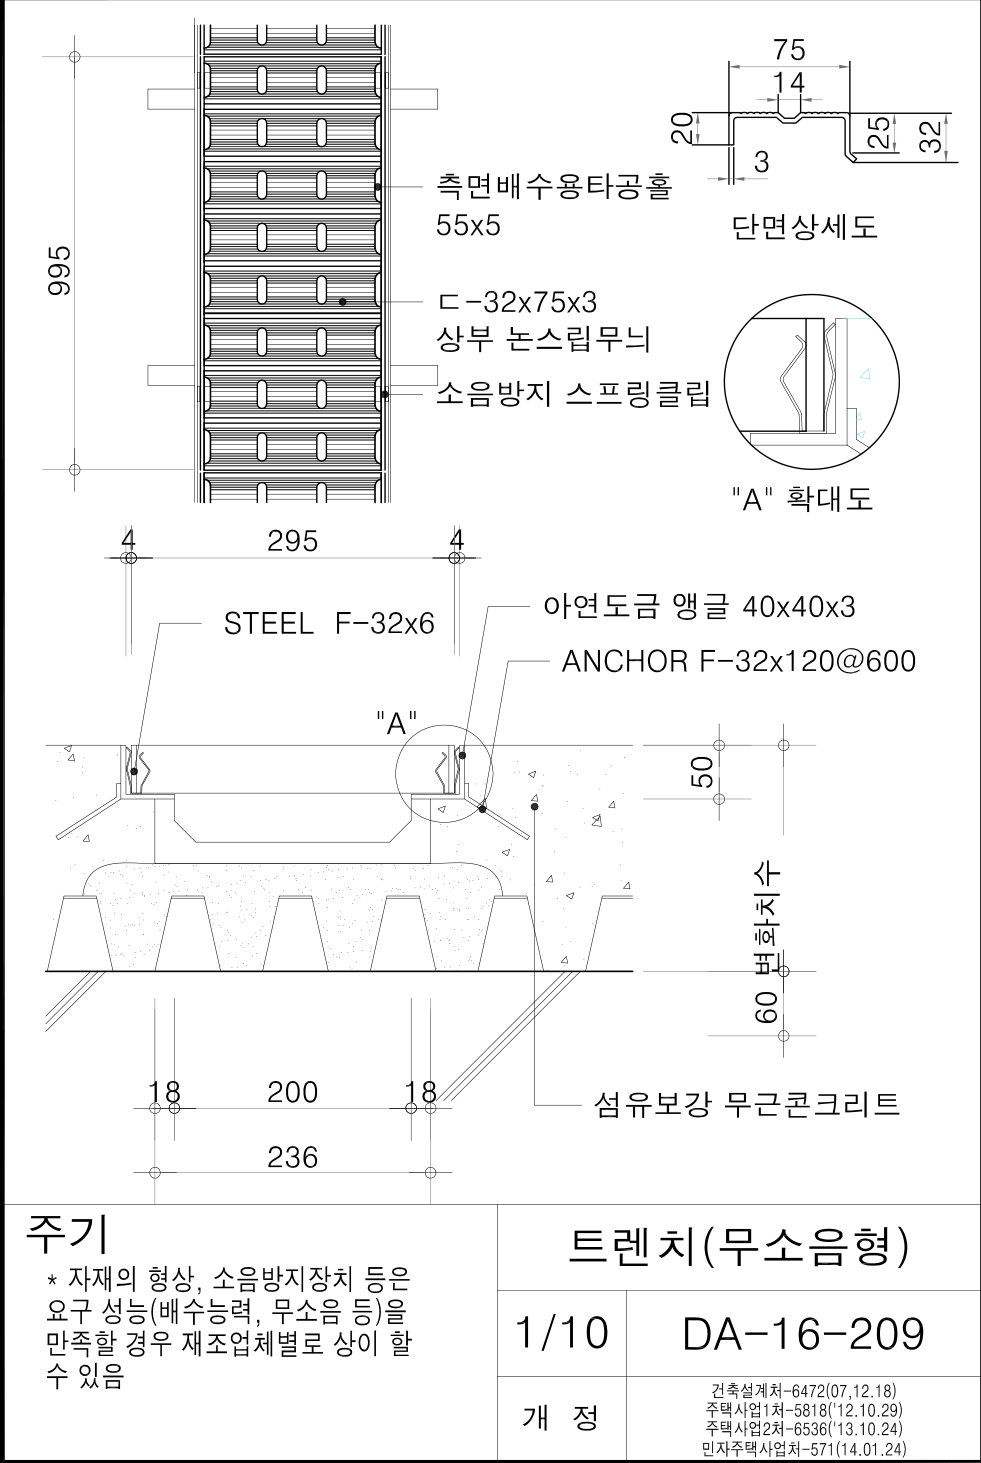 75
14
20
25
32
3
단면상세도
995
측면배수용타공홀
55x5
ㄷ-32x75x3
상부 논스립무늬
소음방지 스프링클립
"A" 확대도
4
295
4
STEEL F-32x6
아연도금 앵글 40x40x3
ANCHOR F-32x120@600
"A"
50
변화치수
60
18
200
18
236
섬유보강 무근콘크리트
주기
* 자재의 형상, 소음방지장치 등은
요구 성능(배수능력, 무소음 등)을
만족할 경우 재조업체별로 상이 할
수 있음
트렌치(무소음형)
1/10
DA-16-209
개 정
건축설계처-6472(07,12.18)
주택사업1처-5818('12.10.29)
주택사업2처-6536('13.10.24)
민자주택사업처-571(14.01.24)